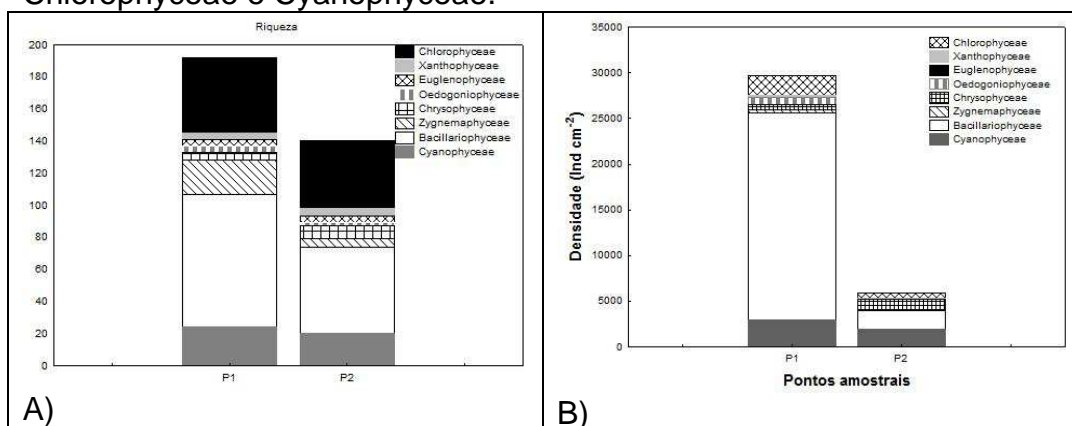 Chlorophyceae e Cyanophyceae.
Riqueza
200
180
160
140
120
100
80
60
40
20
0
Chlorophyceae
Xanthophyceae
Euglenophyceae
Oedogoniophyceae
Chrysophyceae
Zygnemaphyceae
Bacillariophyceae
Cyanophyceae
P1 P2
A)
35000
30000
25000
20000
15000
10000
5000
0
Densidade (Ind cm⁻²)
Chlorophyceae
Xanthophyceae
Euglenophyceae
Oedogoniophyceae
Chrysophyceae
Zygnemaphyceae
Bacillariophyceae
Cyanophyceae
P1 P2
Pontos amostrais
B)